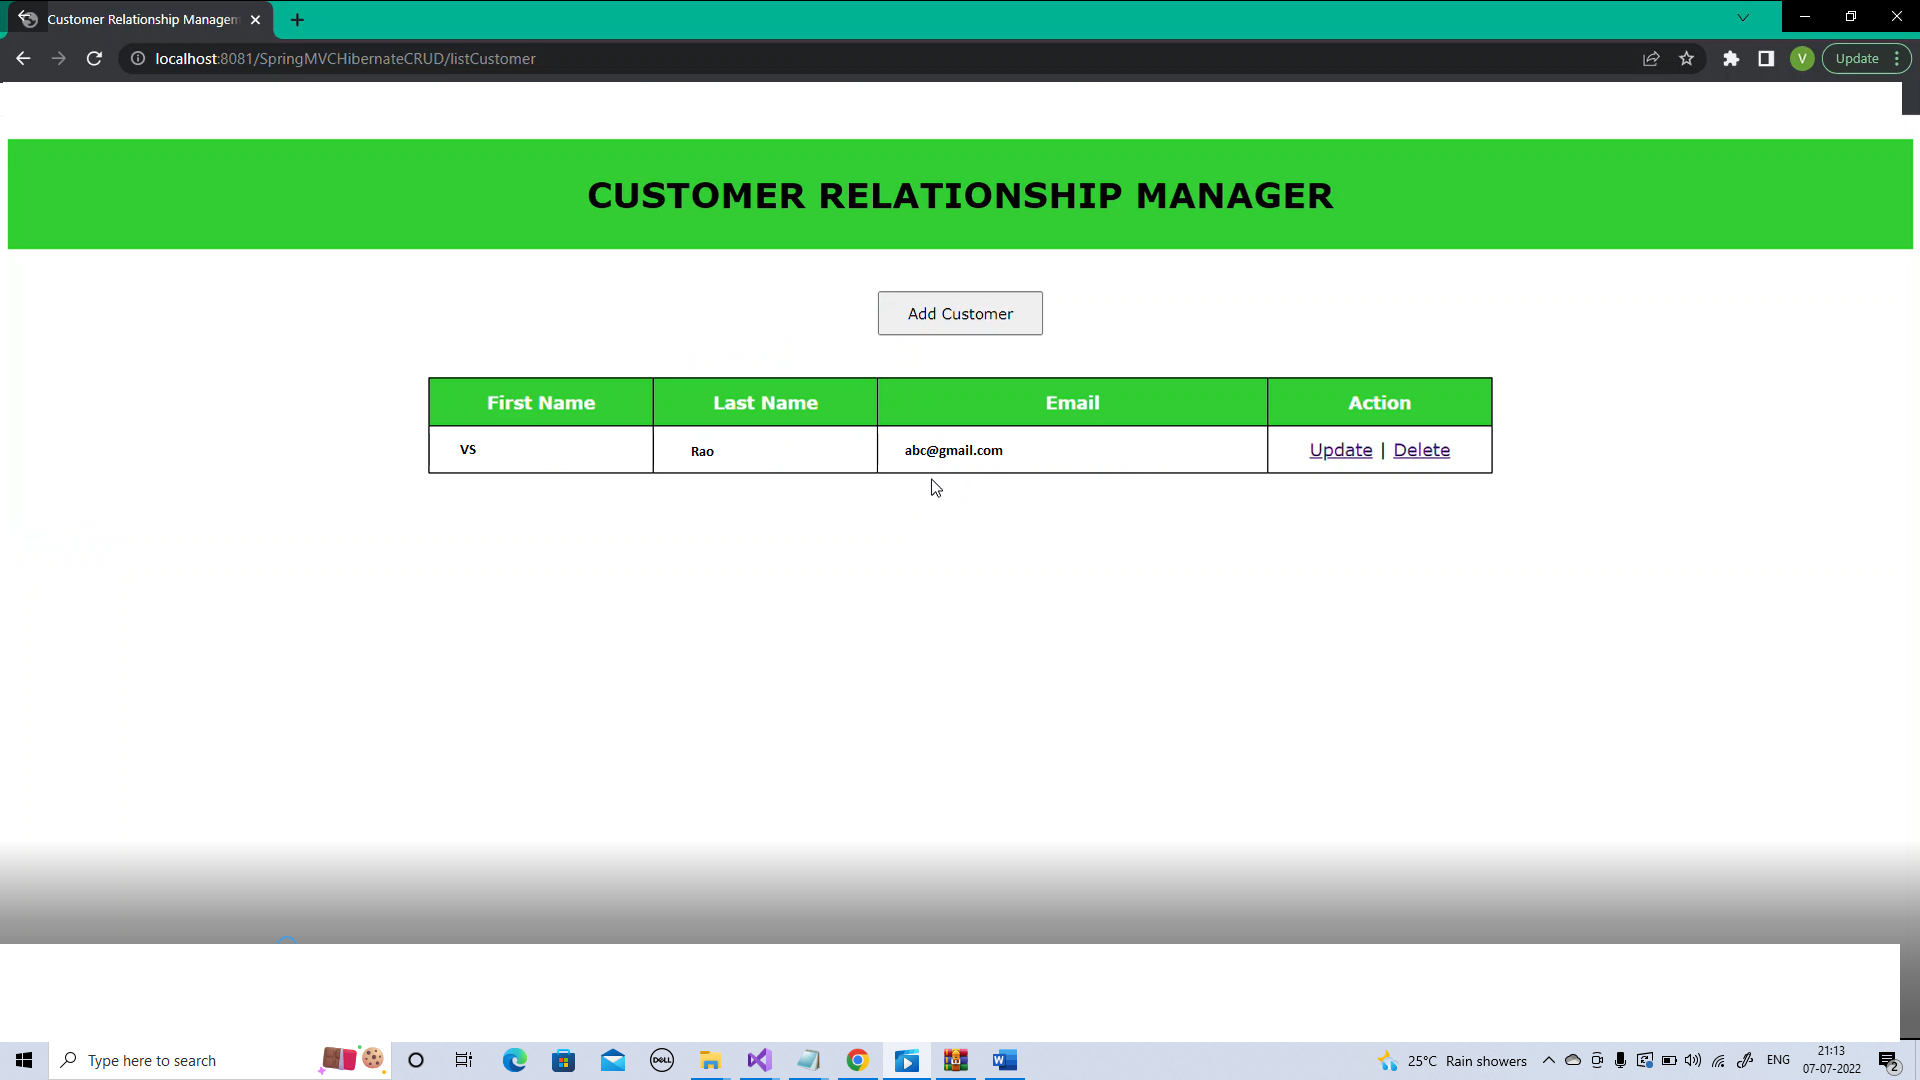 Customer Relationship Managem
localhost:8081/SpringMVCHibernateCRUD/listCustomer
V
Update
CUSTOMER RELATIONSHIP MANAGER
Add Customer
First Name Last Name Email Action
VS Rao abc@gmail.com Update | Delete
Type here to search
DELL
W
25°C Rain showers
ENG
21:13
07-07-2022
2